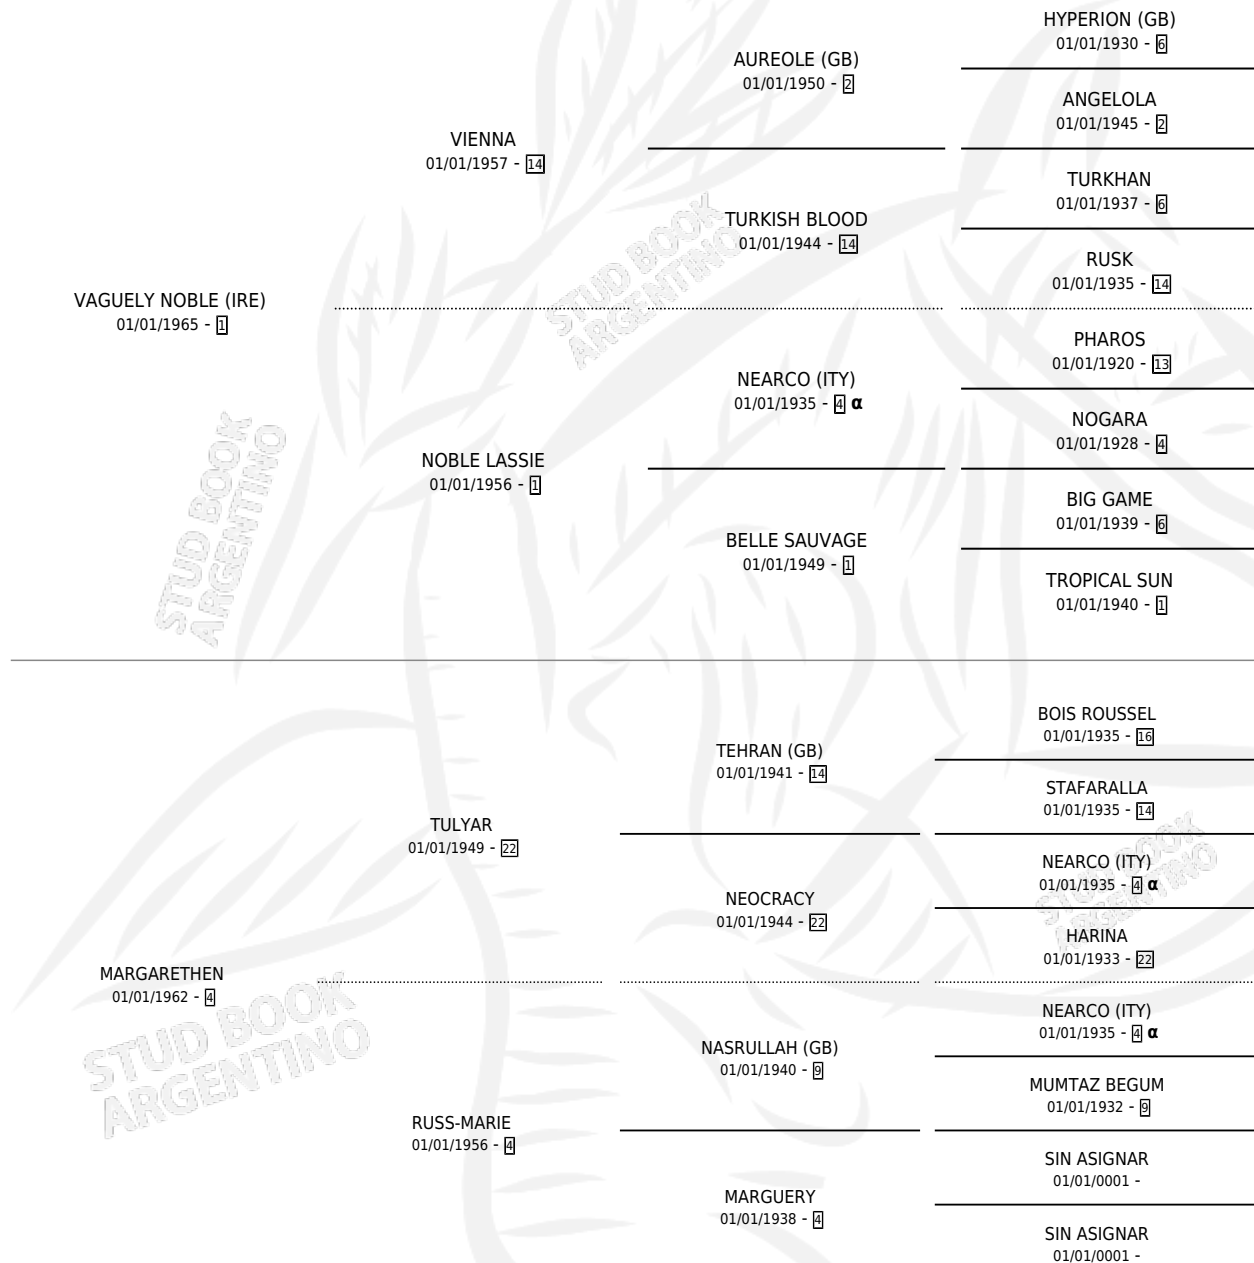 HYPERION (GB)
01/01/1930 - 6
AUREOLE (GB)
01/01/1950 - 2
ANGELOLA
01/01/1945 - 2
VIENNA
01/01/1957 - 14
TURKHAN
01/01/1937 - 6
TURKISH BLOOD
01/01/1944 - 14
RUSK
01/01/1935 - 14
VAGUELY NOBLE (IRE)
01/01/1965 - 1
PHAROS
01/01/1920 - 13
NEARCO (ITY)
01/01/1935 - 4 α
NOGARA
01/01/1928 - 4
NOBLE LASSIE
01/01/1956 - 1
BIG GAME
01/01/1939 - 6
BELLE SAUVAGE
01/01/1949 - 1
TROPICAL SUN
01/01/1940 - 1
BOIS ROUSSEL
01/01/1935 - 16
TEHRAN (GB)
01/01/1941 - 14
STAFARALLA
01/01/1935 - 14
TULYAR
01/01/1949 - 22
NEARCO (ITY)
01/01/1935 - 4 α
NEOCRACY
01/01/1944 - 22
HARINA
01/01/1933 - 22
MARGARETHEN
01/01/1962 - 4
NEARCO (ITY)
01/01/1935 - 4 α
NASRULLAH (GB)
01/01/1940 - 9
MUMTAZ BEGUM
01/01/1932 - 9
RUSS-MARIE
01/01/1956 - 4
SIN ASIGNAR
01/01/0001 -
MARGUERY
01/01/1938 - 4
SIN ASIGNAR
01/01/0001 -
STUD BOOK
ARGENTINO
STUD BOOK
ARGENTINO
STUD BOOK
ARGENTINO
STUD BOOK
ARGENTINO